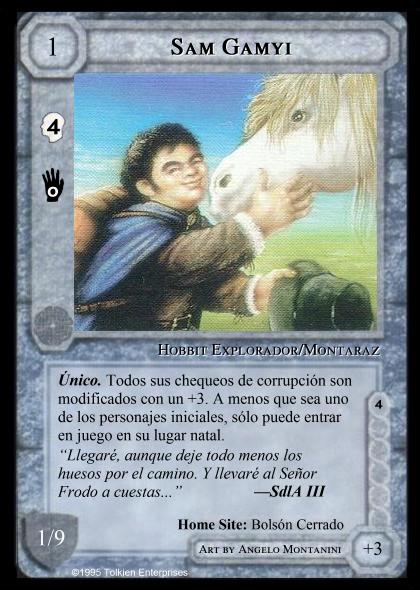 1
SAM GAMYI
4
0
HOBBIT EXPLORADOR/MONTARAZ
Único. Todos sus chequeos de corrupción son
modificados con un +3. A menos que sea uno
de los personajes iniciales, sólo puede entrar
en juego en su lugar natal.
“Llegaré, aunque deje todo menos los
huesos por el camino. Y llevaré al Señor
Frodo a cuestas...” —SdlA III
4
Home Site: Bolsón Cerrado
1/9
ART BY ANGELO MONTANINI
+3
©1995 Tolkien Enterprises